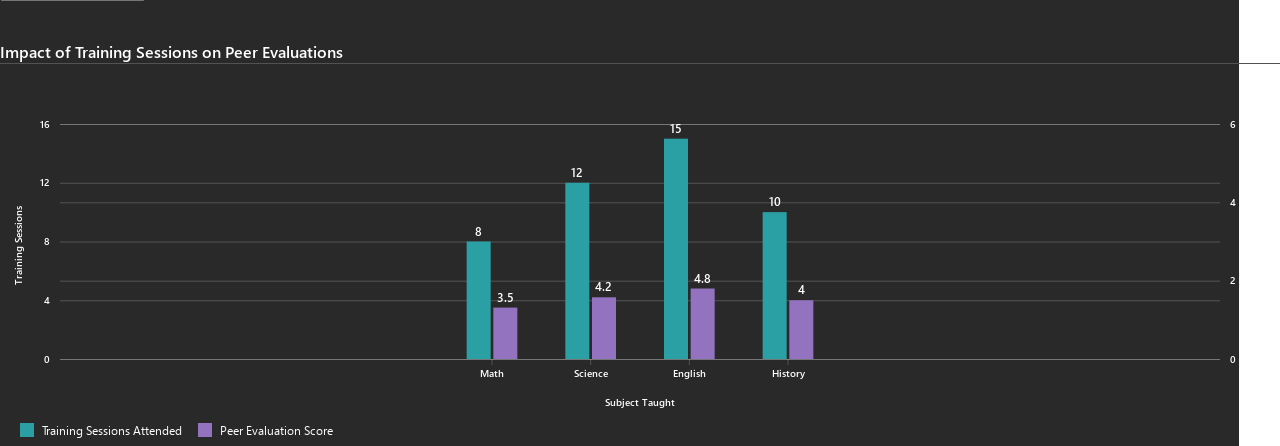 Impact of Training Sessions on Peer Evaluations
16
12
8
4
0
Training Sessions
6
4
2
0
8
3.5
12
4.2
15
4.8
10
4
Math
Science
English
History
Subject Taught
Training Sessions Attended
Peer Evaluation Score